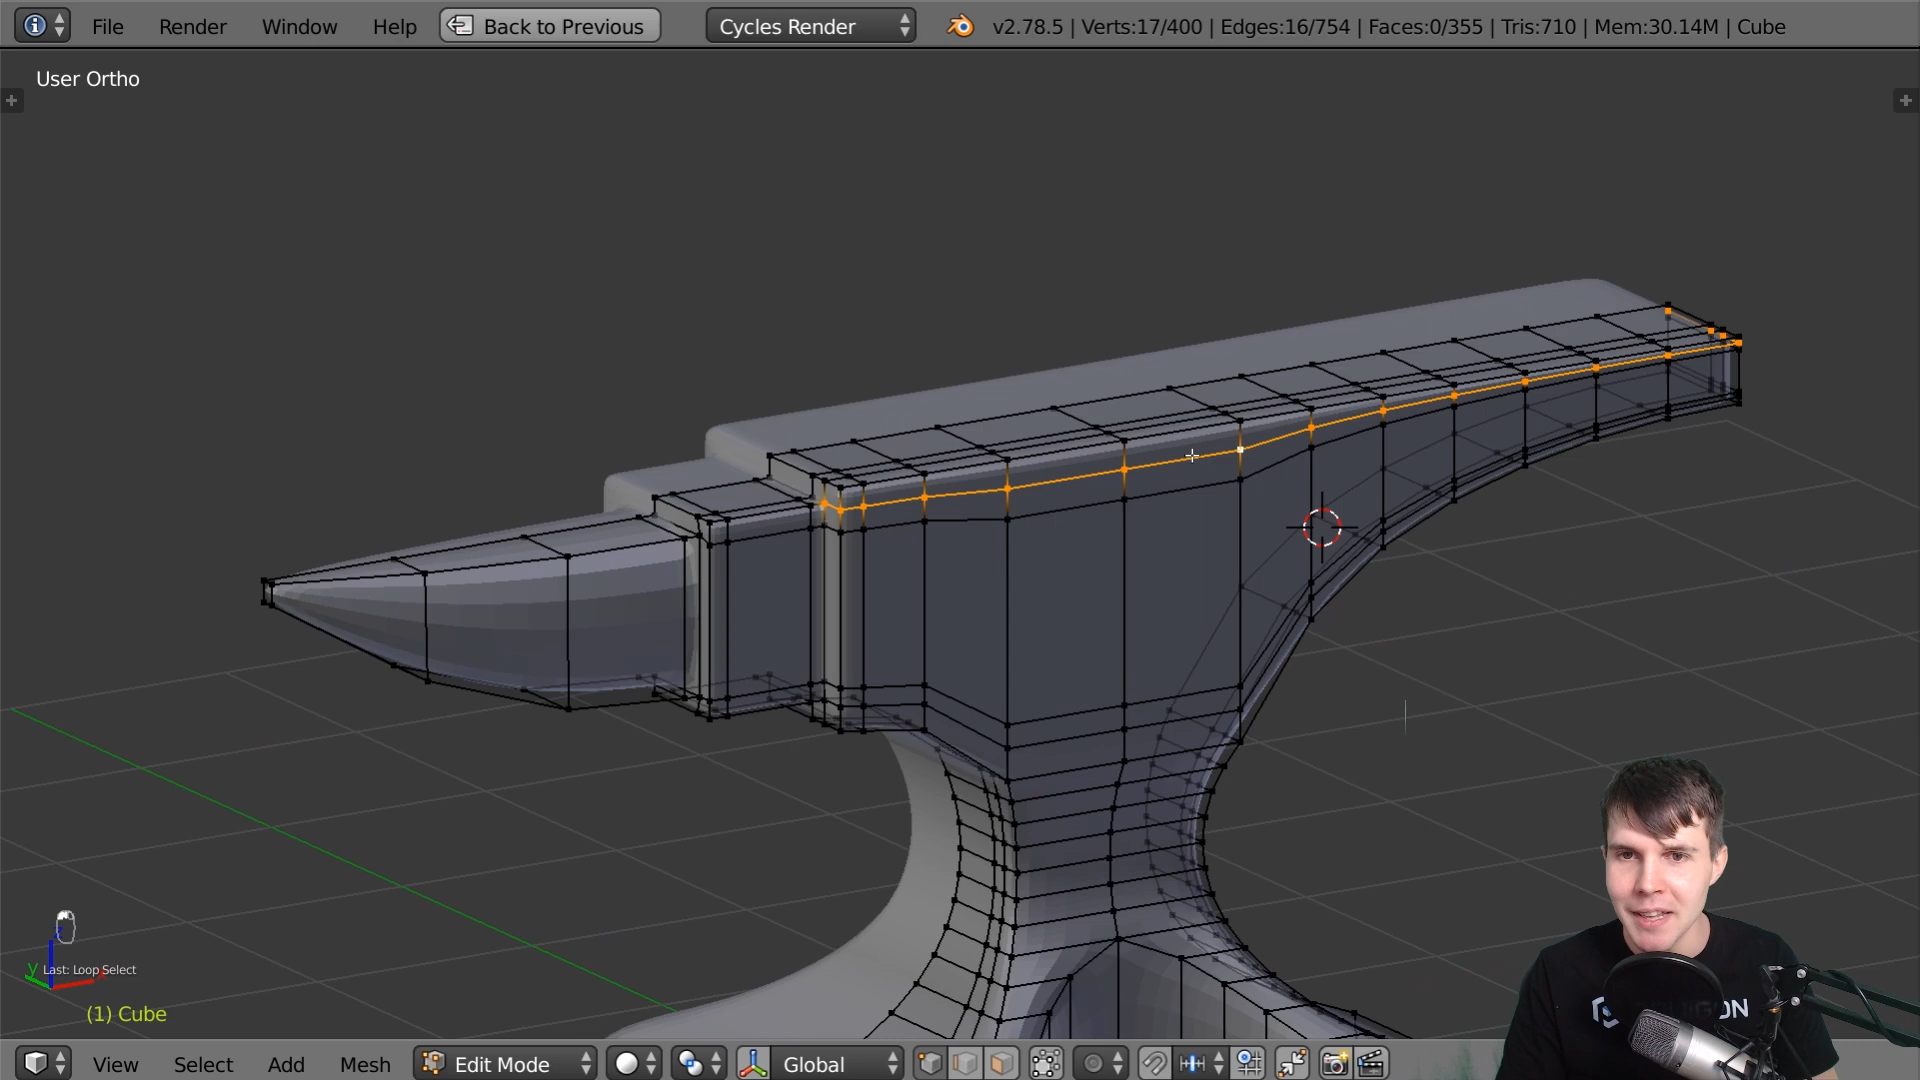 File Render Window Help Back to Previous Cycles Render v2.78.5 | Verts:17/400 | Edges:16/754 | Faces:0/355 | Tris:710 | Mem:30.14M | Cube
User Ortho
z
y Last: Loop Select
(1) Cube
View Select Add Mesh Edit Mode Global